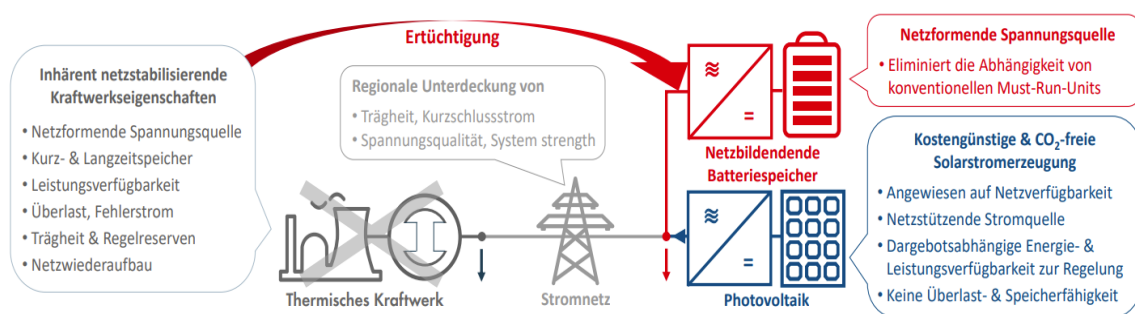 Inhärent netzstabilisierende
Kraftwerkseigenschaften
• Netzformende Spannungsquelle
• Kurz- & Langzeitspeicher
• Leistungsverfügbarkeit
• Überlast, Fehlerstrom
• Trägheit & Regelreserven
• Netzwiederaufbau
Ertüchtigung
Regionale Unterdeckung von
• Trägheit, Kurzschlussstrom
• Spannungsqualität, System strength
Thermisches Kraftwerk
Stromnetz
≋
=
Netzbildendende
Batteriespeicher
≋
=
Photovoltaik
Netzformende Spannungsquelle
• Eliminiert die Abhängigkeit von
konventionellen Must-Run-Units
Kostengünstige & CO₂-freie
Solarstromerzeugung
• Angewiesen auf Netzverfügbarkeit
• Netzstützende Stromquelle
• Dargebotsabhängige Energie- &
Leistungsverfügbarkeit zur Regelung
• Keine Überlast- & Speicherfähigkeit